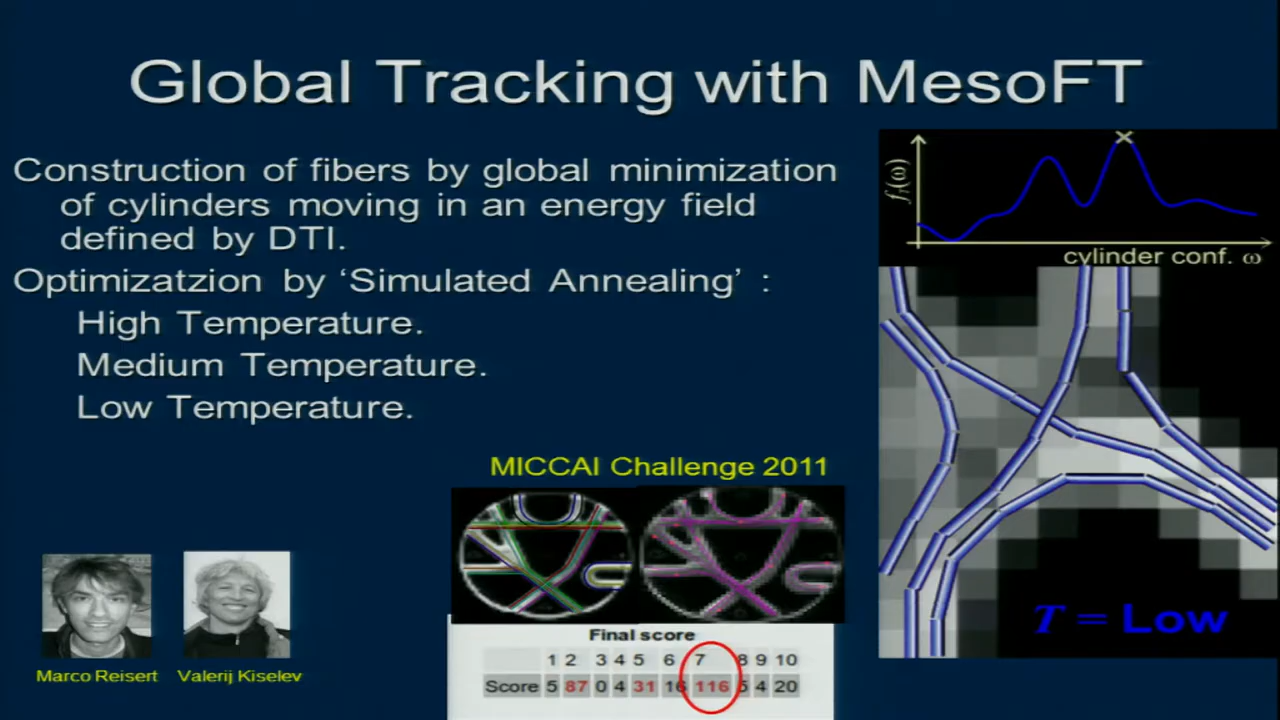 Global Tracking with MesoFT
Construction of fibers by global minimization
of cylinders moving in an energy field
defined by DTI.
Optimizatzion by ‘Simulated Annealing’ :
High Temperature.
Medium Temperature.
Low Temperature.
f_T(ω)
cylinder conf. ω
T = Low
MICCAI Challenge 2011
Final score
1 2 3 4 5 6 7 8 9 10
Score 5 87 0 4 31 16 116 5 4 20
Marco Reisert Valerij Kiselev